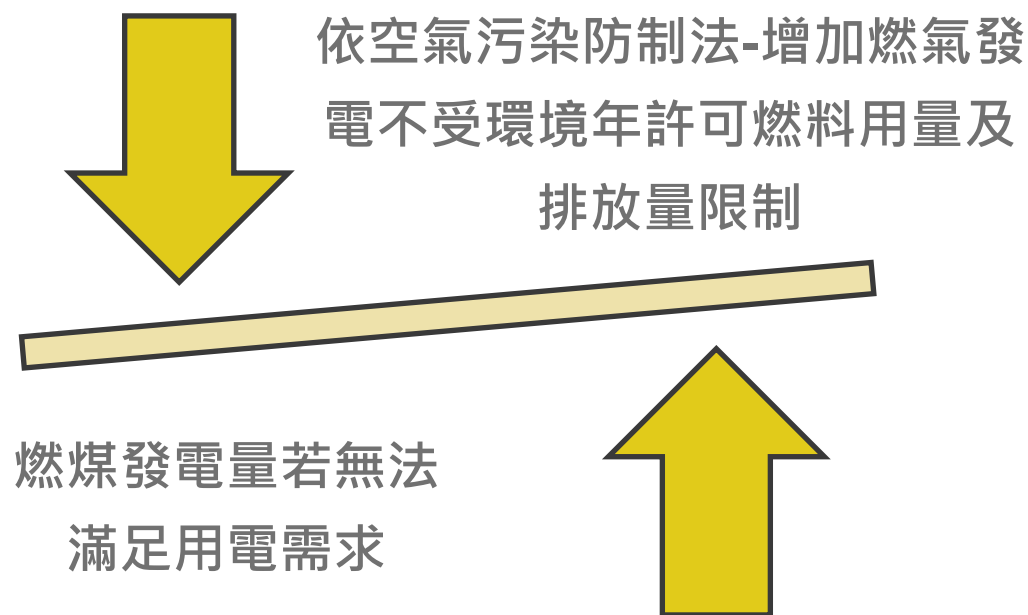 依空氣污染防制法-增加燃氣發
電不受環境年許可燃料用量及
排放量限制
燃煤發電量若無法
滿足用電需求